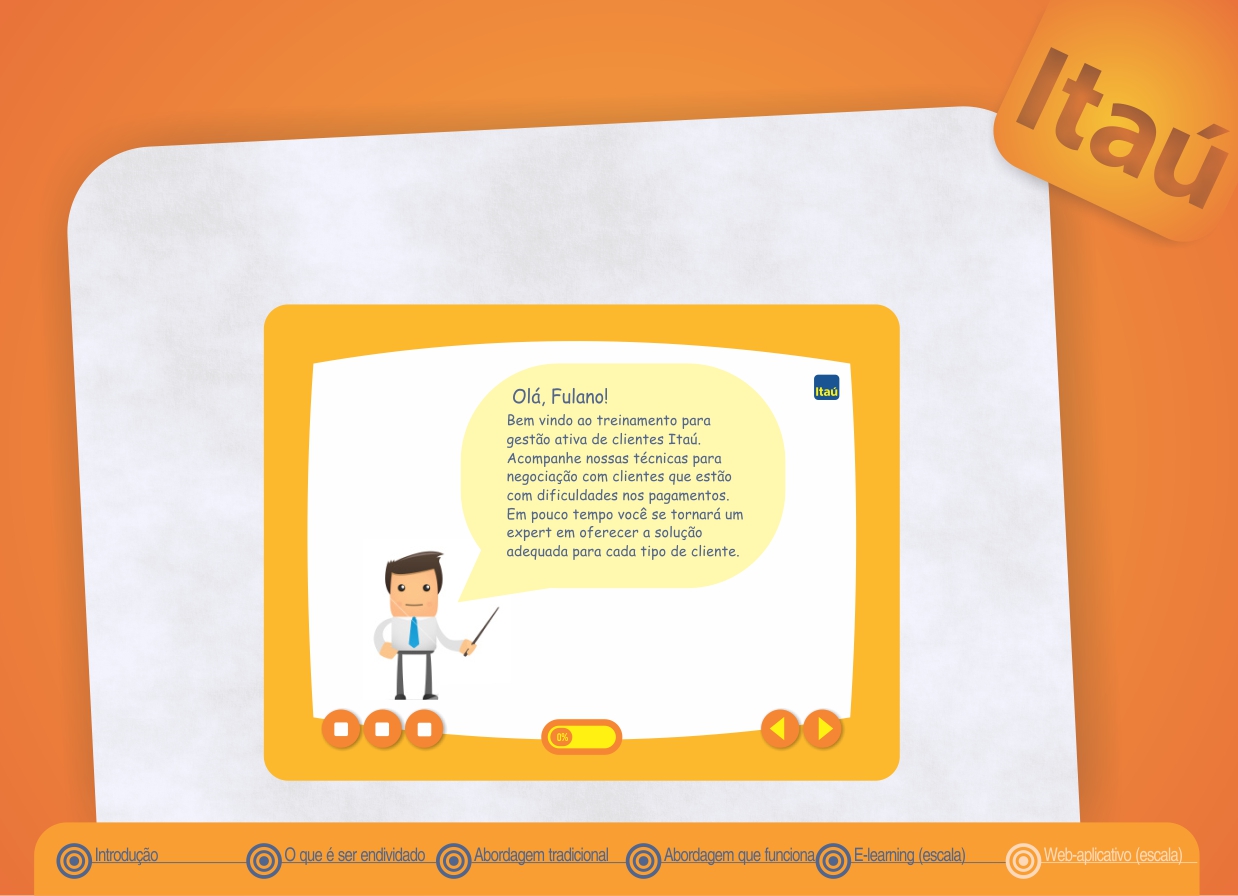 Itaú
Itaú
Olá, Fulano!
Bem vindo ao treinamento para
gestão ativa de clientes Itaú.
Acompanhe nossas técnicas para
negociação com clientes que estão
com dificuldades nos pagamentos.
Em pouco tempo você se tornará um
expert em oferecer a solução
adequada para cada tipo de cliente.
0%
Introdução
O que é ser endividado
Abordagem tradicional
Abordagem que funciona
E-learning (escala)
Web-aplicativo (escala)